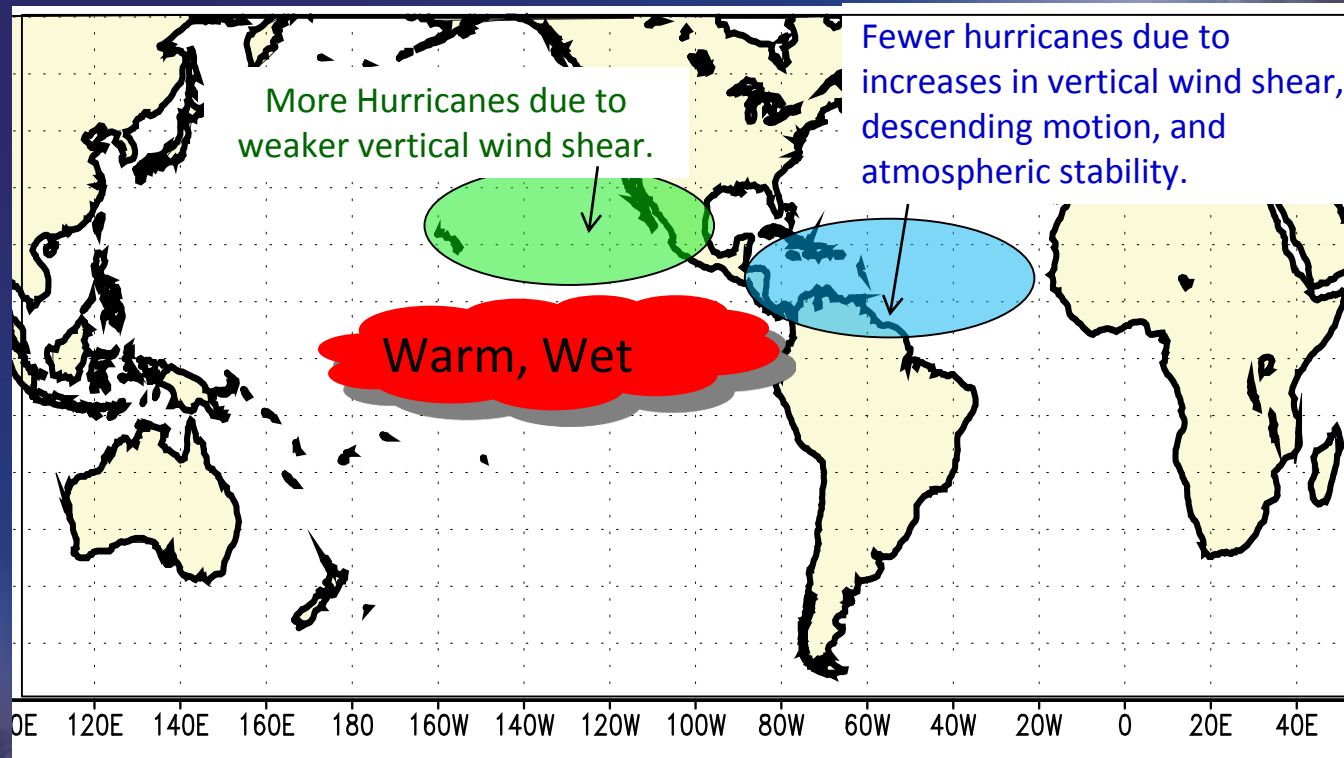 More Hurricanes due to
weaker vertical wind shear.
Fewer hurricanes due to
increases in vertical wind shear,
descending motion, and
atmospheric stability.
Warm, Wet
0E 120E 140E 160E 180 160W 140W 120W 100W 80W 60W 40W 20W 0 20E 40E